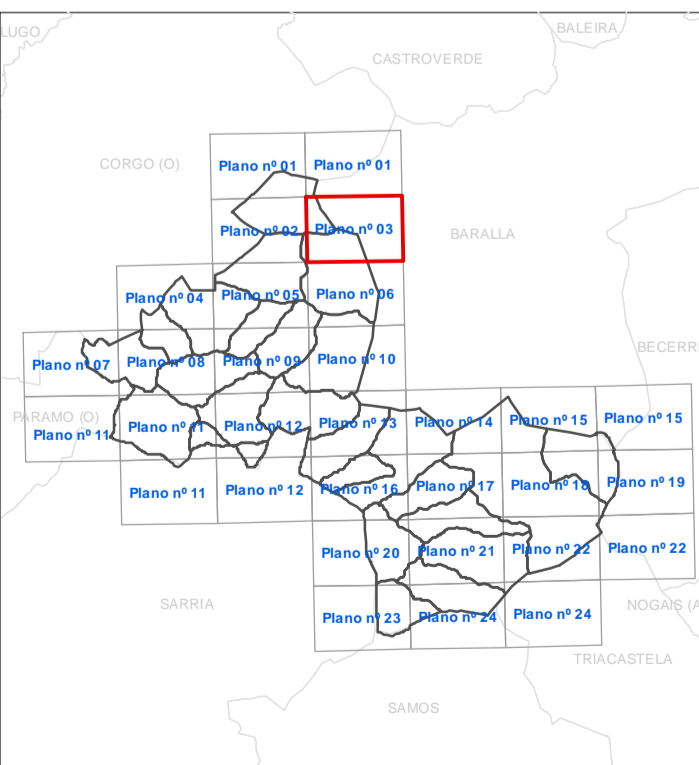 LUGO
BALEIRA
CASTROVERDE
CORGO (O)
Plano nº 01
Plano nº 01
Plano nº 02
Plano nº 03
BARALLA
Plano nº 04
Plano nº 05
Plano nº 06
BECERRE
Plano nº 07
Plano nº 08
Plano nº 09
Plano nº 10
PARAMO (O)
Plano nº 11
Plano nº 11
Plano nº 12
Plano nº 13
Plano nº 14
Plano nº 15
Plano nº 15
Plano nº 11
Plano nº 12
Plano nº 16
Plano nº 17
Plano nº 18
Plano nº 19
Plano nº 20
Plano nº 21
Plano nº 22
Plano nº 22
SARRIA
Plano nº 23
Plano nº 24
Plano nº 24
NOGAIS (A
TRIACASTELA
SAMOS